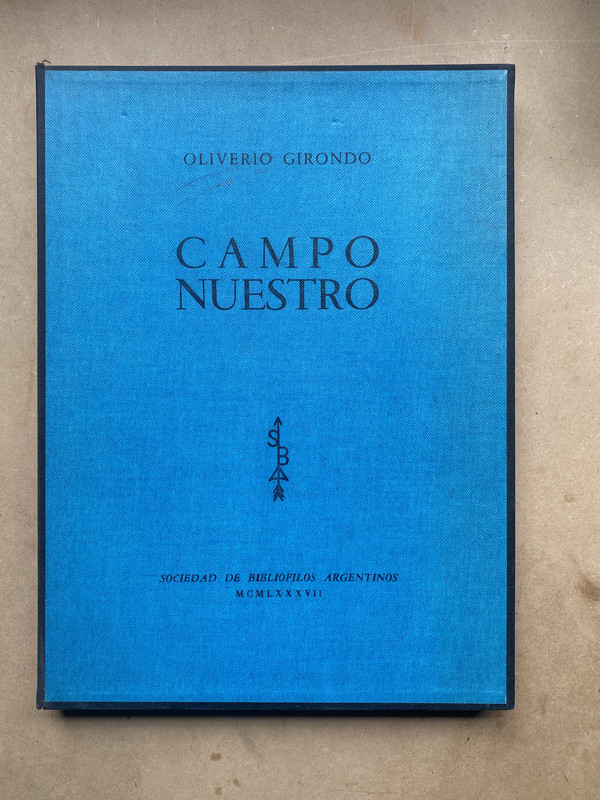 OLIVERIO GIRONDO
CAMPO
NUESTRO
S
B
A
SOCIEDAD DE BIBLIOFILOS ARGENTINOS
MCMLXXXVII